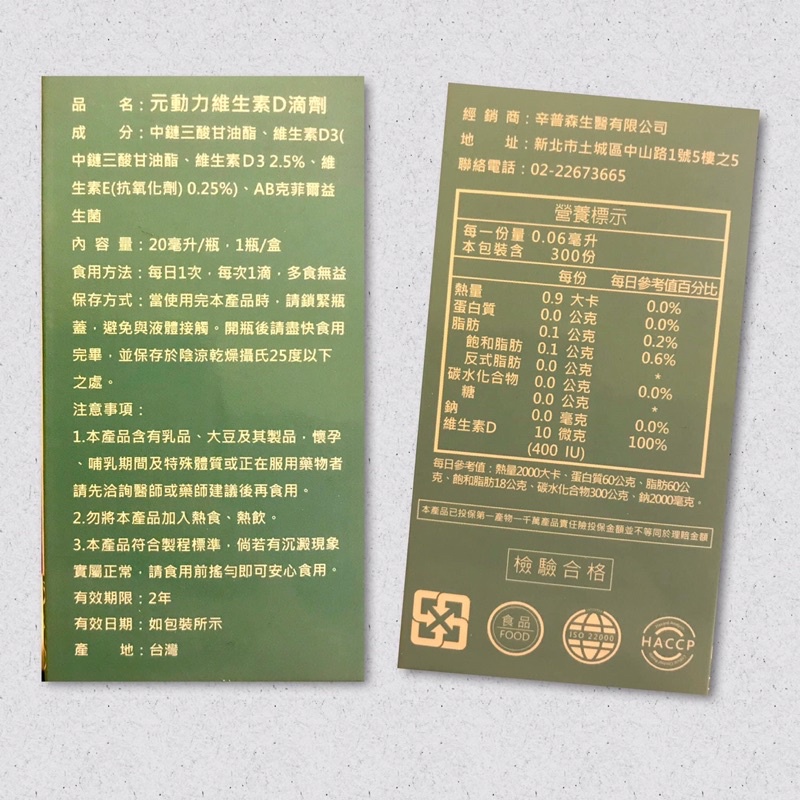 品　　名：元動力維生素D滴劑
成　　分：中鏈三酸甘油酯、維生素D3(
中鏈三酸甘油酯、維生素D3 2.5%、維
生素E(抗氧化劑) 0.25%)、AB克菲爾益
生菌
內 容 量：20毫升/瓶，1瓶/盒
食用方法：每日1次，每次1滴，多食無益
保存方式：當使用完本產品時，請鎖緊瓶
蓋，避免與液體接觸。開瓶後請盡快食用
完畢，並保存於陰涼乾燥攝氏25度以下
之處。
注意事項：
1.本產品含有乳品、大豆及其製品，懷孕
、哺乳期間及特殊體質或正在服用藥物者
請先洽詢醫師或藥師建議後再食用。
2.勿將本產品加入熱食、熱飲。
3.本產品符合製程標準，倘若有沉澱現象
實屬正常，請食用前搖勻即可安心食用。
有效期限：2年
有效日期：如包裝所示
產　　地：台灣
經 銷 商：辛普森生醫有限公司
地　　址：新北市土城區中山路1號5樓之5
聯絡電話：02-22673665
營養標示
每一份量 0.06毫升
本包裝含 300份
每份 每日參考值百分比
熱量 0.9 大卡 0.0%
蛋白質 0.0 公克 0.0%
脂肪 0.1 公克 0.2%
飽和脂肪 0.1 公克 0.6%
反式脂肪 0.0 公克 *
碳水化合物 0.0 公克 0.0%
糖 0.0 公克 *
鈉 0.0 毫克 0.0%
維生素D 10 微克 100%
(400 IU)
每日參考值：熱量2000大卡、蛋白質60公克、脂肪60公
克、飽和脂肪18公克、碳水化合物300公克、鈉2000毫克。
本產品已投保第一產物一千萬產品責任險投保金額並不等同於理賠金額
檢驗合格
食品
FOOD
ISO 22000
HACCP